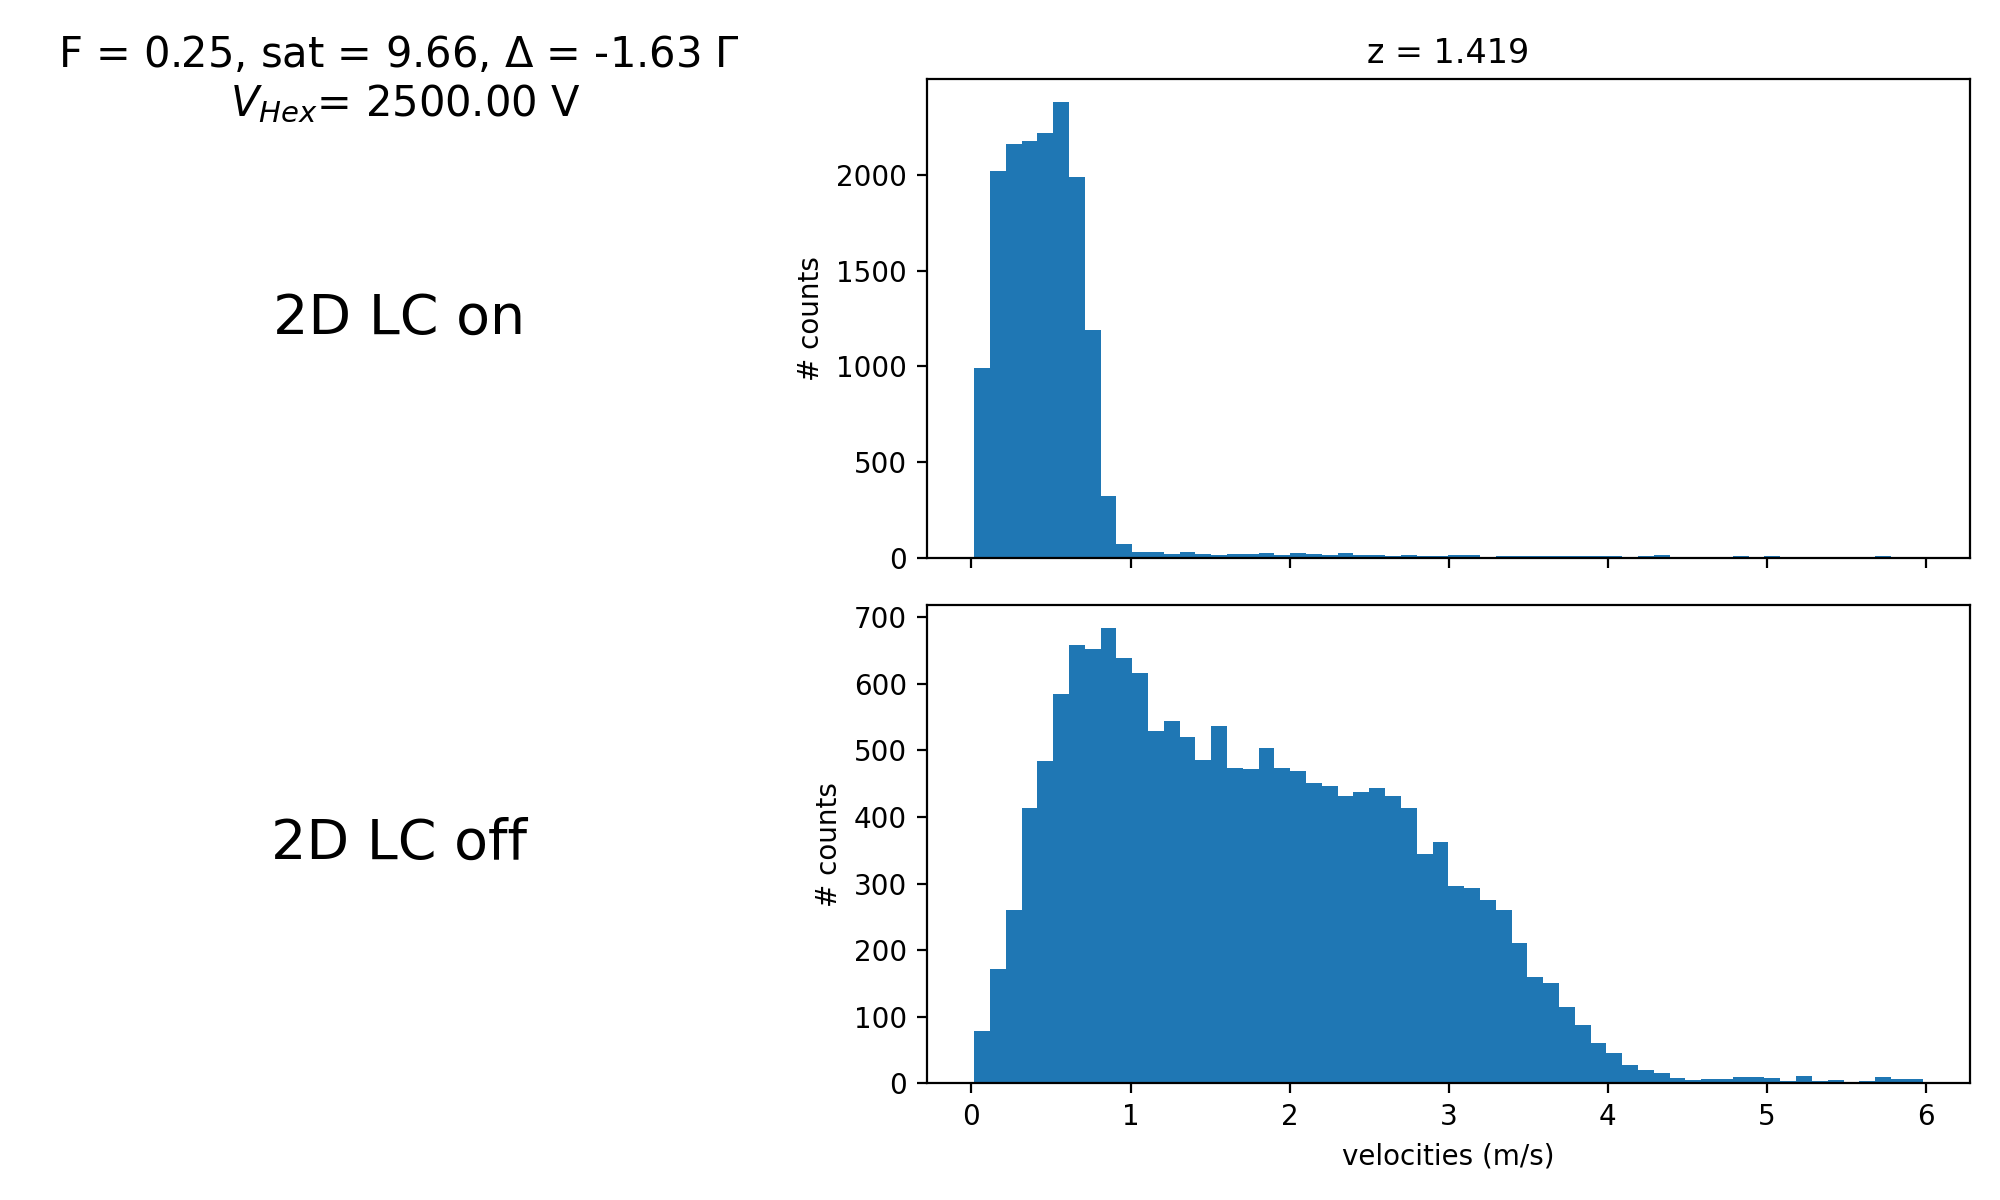 F = 0.25, sat = 9.66, Δ = -1.63 Γ
V_Hex= 2500.00 V
z = 1.419
2D LC on
# counts
2000
1500
1000
500
0
2D LC off
# counts
700
600
500
400
300
200
100
0
0 1 2 3 4 5 6
velocities (m/s)